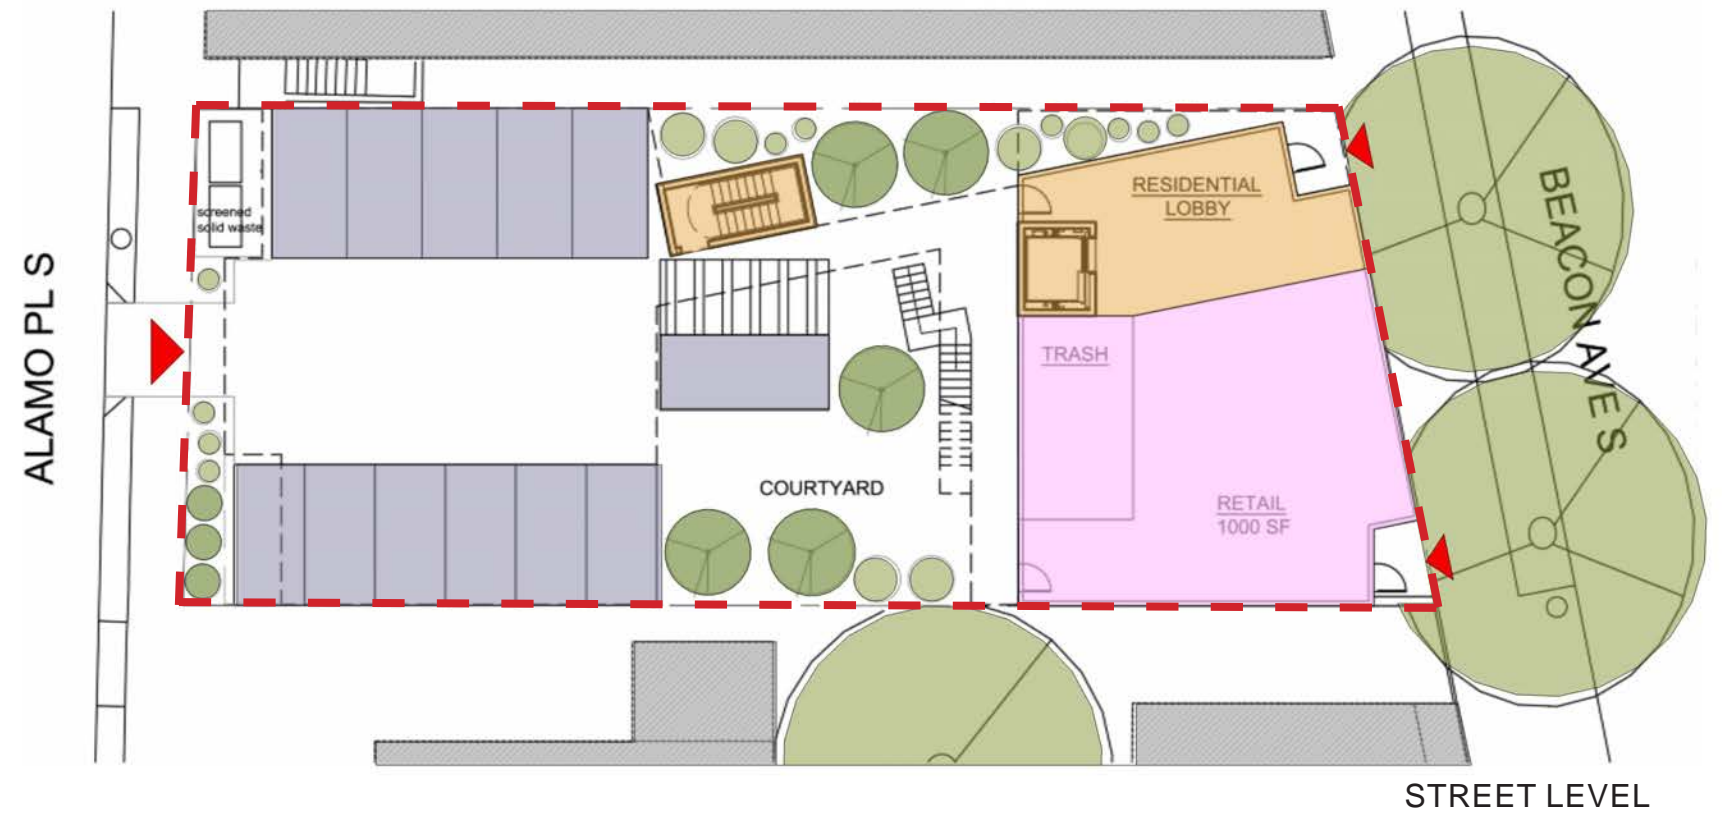 ALAMO PL S
screened
solid waste
RESIDENTIAL
LOBBY
BEACON AVE S
TRASH
COURTYARD
RETAIL
1000 SF
STREET LEVEL